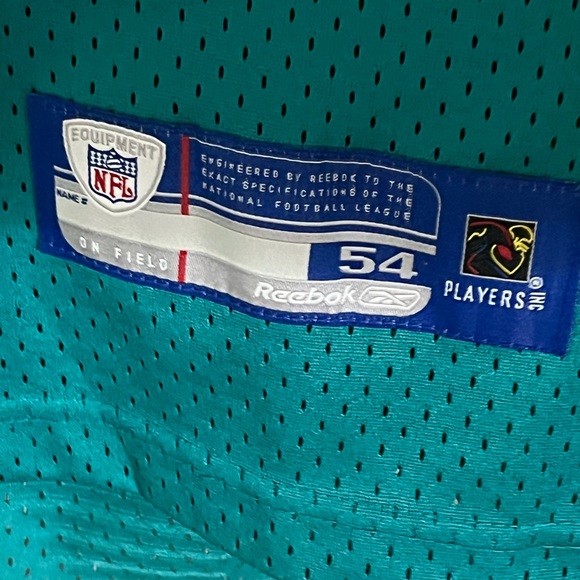 EQUIPMENT
NFL
NAME #
ON FIELD
ENGINEERED BY REEBOK TO THE
EXACT SPECIFICATIONS OF THE
NATIONAL FOOTBALL LEAGUE
54
Reebok
PLAYERS INC
®